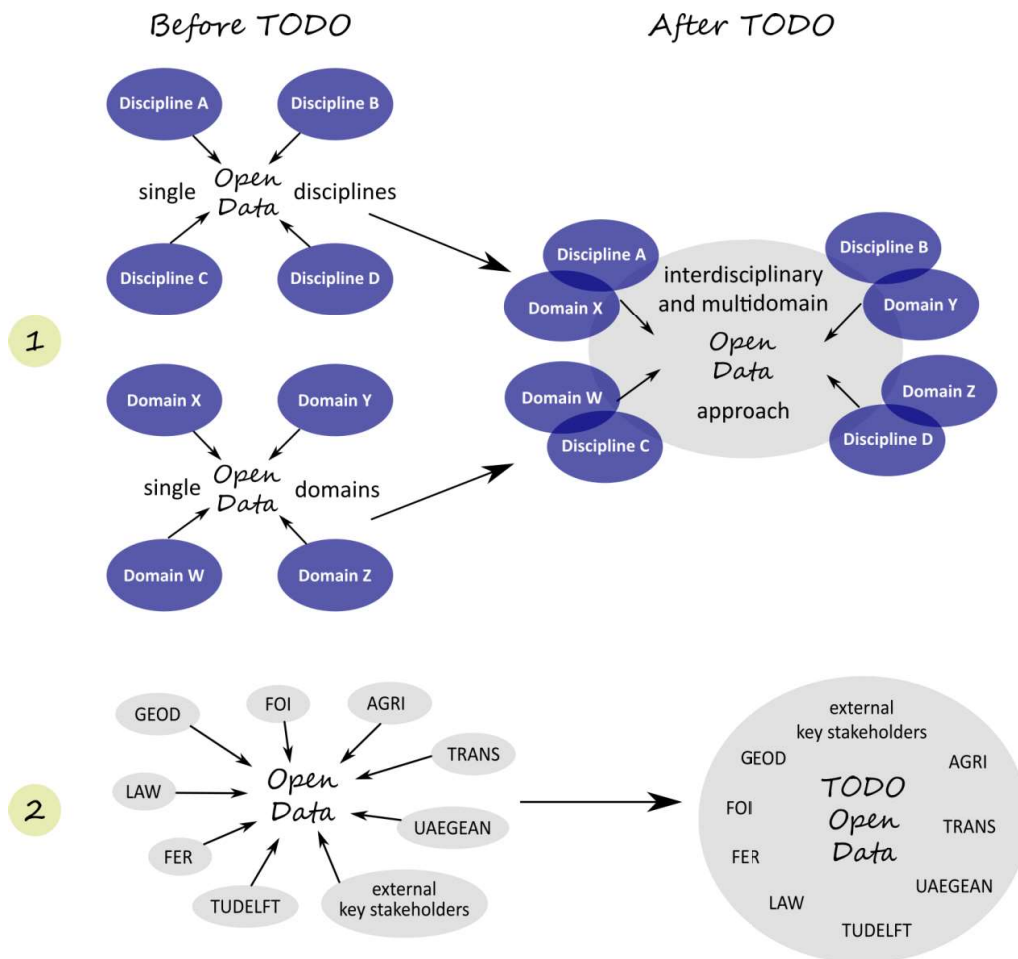 Before TODO
After TODO
Discipline A
Discipline B
single Open Data disciplines
Discipline C
Discipline D
1
Domain X
Domain Y
single Open Data domains
Domain W
Domain Z
Discipline A
Domain X
Discipline B
Domain Y
interdisciplinary
and multidomain
Open
Data
approach
Domain W
Discipline C
Domain Z
Discipline D
2
GEOD
FOI
AGRI
TRANS
LAW
Open
Data
UAEGEAN
FER
TUDELFT
external
key stakeholders
external
key stakeholders
GEOD
AGRI
TODO
Open
Data
FOI
TRANS
FER
UAEGEAN
LAW
TUDELFT